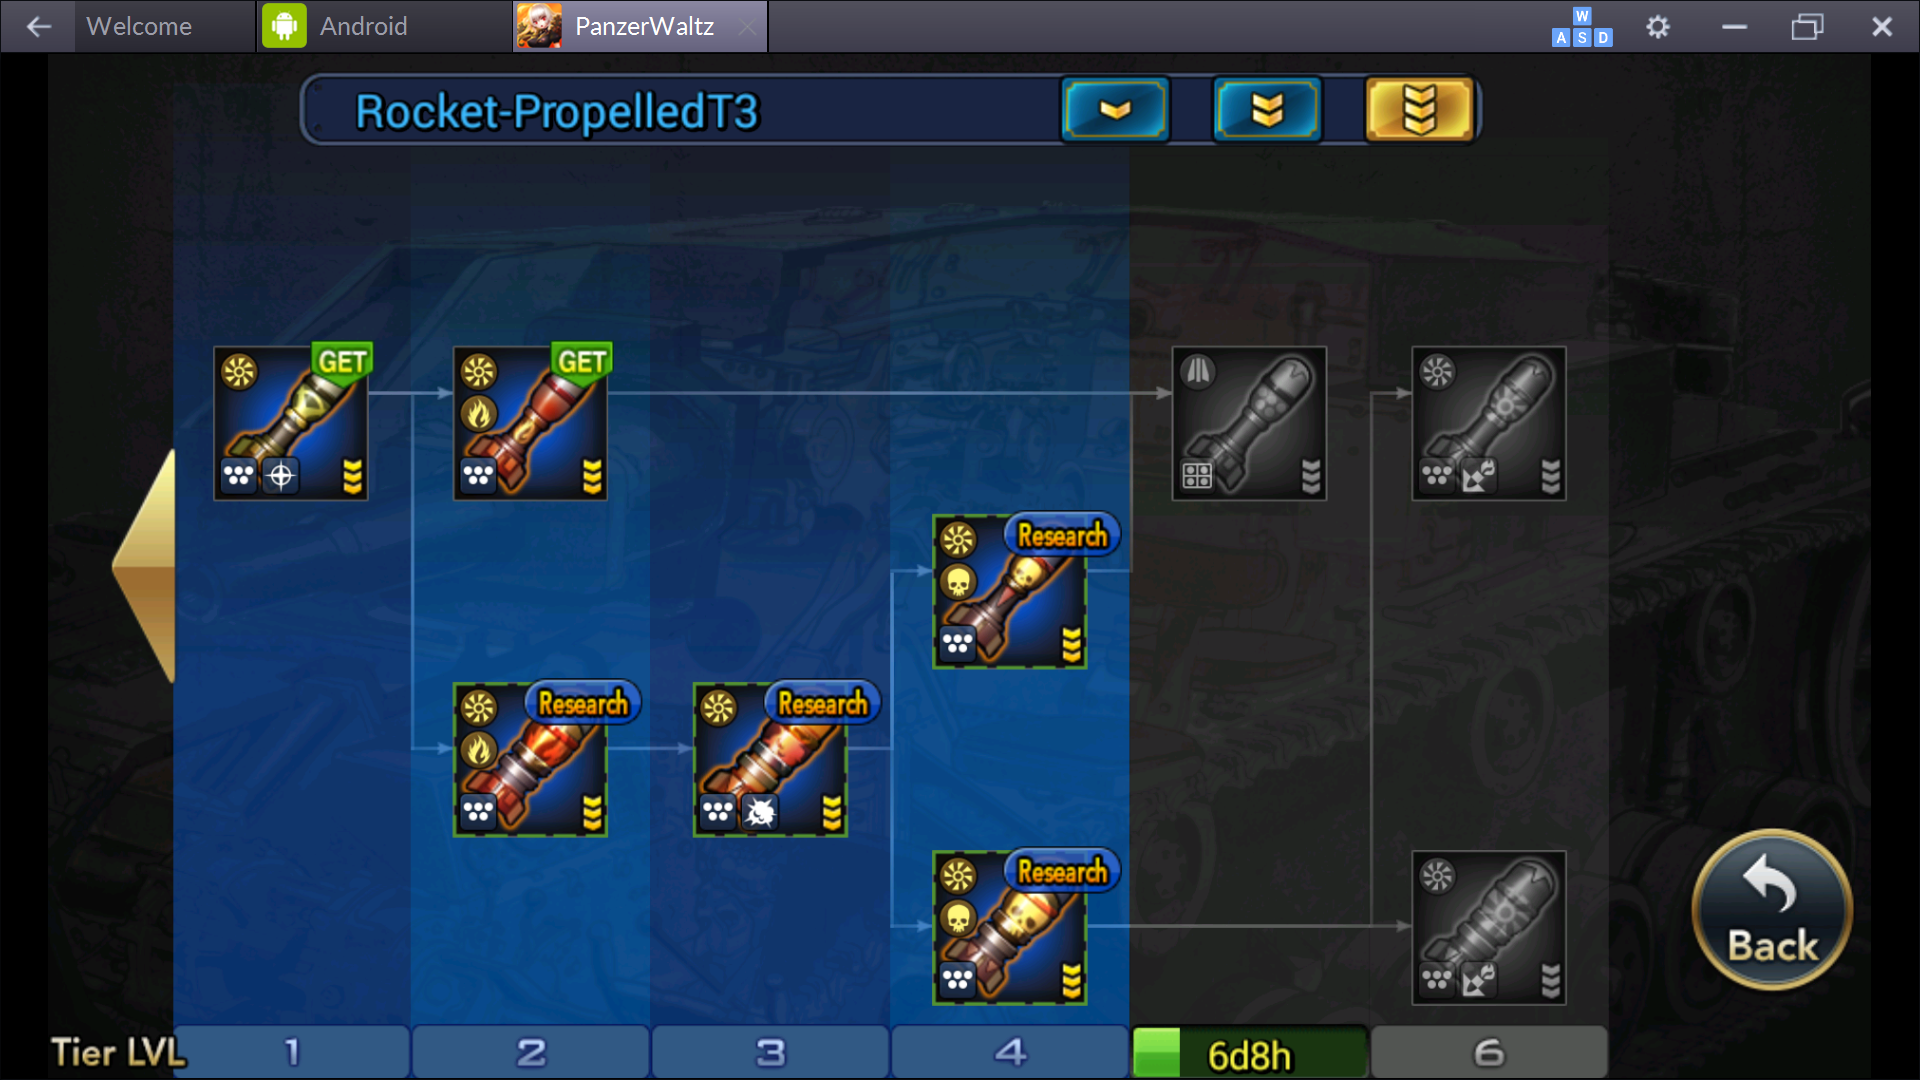 Welcome
Android
PanzerWaltz
W
A S D
Rocket-PropelledT3
GET
GET
Research
Research
Research
Research
Back
Tier LVL
1
2
3
4
6d8h
6